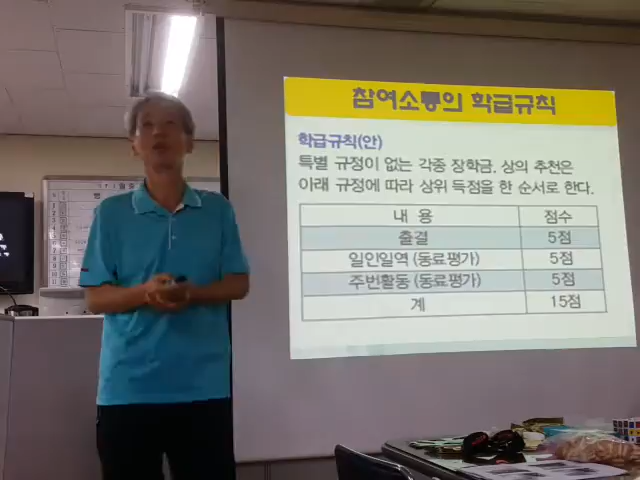 참여소통의 학급규칙
학급규칙(안)
특별 규정이 없는 각종 장학금, 상의 추천은
아래 규정에 따라 상위 득점을 한 순서로 한다.
내 용 점수
출결 5점
일인일역 (동료평가) 5점
주번활동 (동료평가) 5점
계 15점